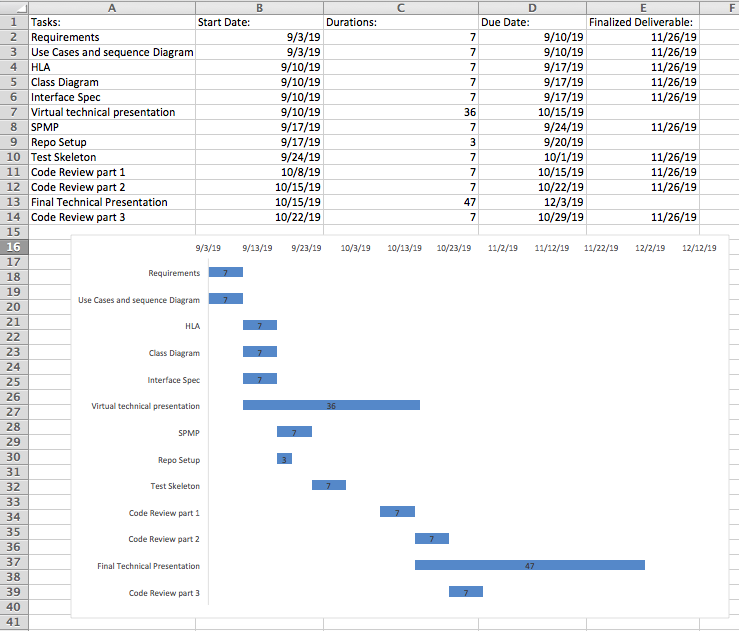 A B C D E F
1 Tasks: Start Date: Durations: Due Date: Finalized Deliverable:
2 Requirements 9/3/19 7 9/10/19 11/26/19
3 Use Cases and sequence Diagram 9/3/19 7 9/10/19 11/26/19
4 HLA 9/10/19 7 9/17/19 11/26/19
5 Class Diagram 9/10/19 7 9/17/19 11/26/19
6 Interface Spec 9/10/19 7 9/17/19 11/26/19
7 Virtual technical presentation 9/10/19 36 10/15/19
8 SPMP 9/17/19 7 9/24/19 11/26/19
9 Repo Setup 9/17/19 3 9/20/19
10 Test Skeleton 9/24/19 7 10/1/19 11/26/19
11 Code Review part 1 10/8/19 7 10/15/19 11/26/19
12 Code Review part 2 10/15/19 7 10/22/19 11/26/19
13 Final Technical Presentation 10/15/19 47 12/3/19
14 Code Review part 3 10/22/19 7 10/29/19 11/26/19
15
16 9/3/19 9/13/19 9/23/19 10/3/19 10/13/19 10/23/19 11/2/19 11/12/19 11/22/19 12/2/19 12/12/19
17
18 Requirements 7
19
20 Use Cases and sequence Diagram 7
21
22 HLA 7
23
24 Class Diagram 7
25 Interface Spec 7
26
27 Virtual technical presentation 36
28
29 SPMP 7
30 Repo Setup 3
31
32 Test Skeleton 7
33
34 Code Review part 1 7
35
36 Code Review part 2 7
37 Final Technical Presentation 47
38
39 Code Review part 3 7
40
41